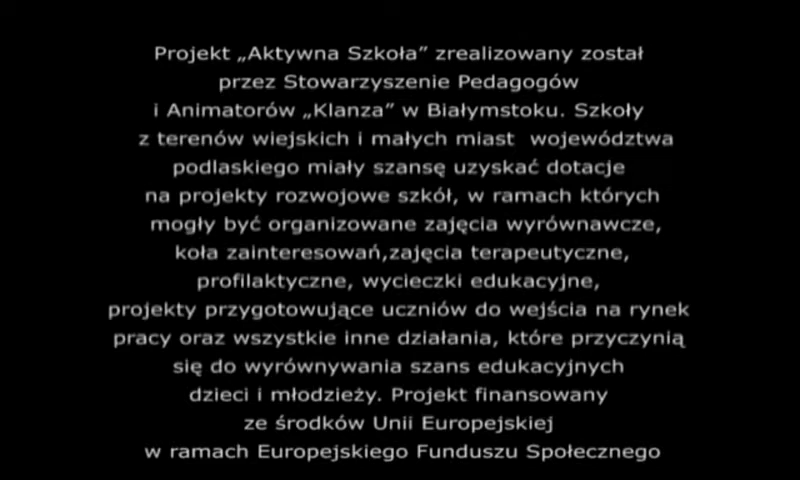 Projekt „Aktywna Szkoła” zrealizowany został
przez Stowarzyszenie Pedagogów
i Animatorów „Klanza” w Białymstoku. Szkoły
z terenów wiejskich i małych miast województwa
podlaskiego miały szansę uzyskać dotacje
na projekty rozwojowe szkół, w ramach których
mogły być organizowane zajęcia wyrównawcze,
koła zainteresowań,zajęcia terapeutyczne,
profilaktyczne, wycieczki edukacyjne,
projekty przygotowujące uczniów do wejścia na rynek
pracy oraz wszystkie inne działania, które przyczynią
się do wyrównywania szans edukacyjnych
dzieci i młodzieży. Projekt finansowany
ze środków Unii Europejskiej
w ramach Europejskiego Funduszu Społecznego